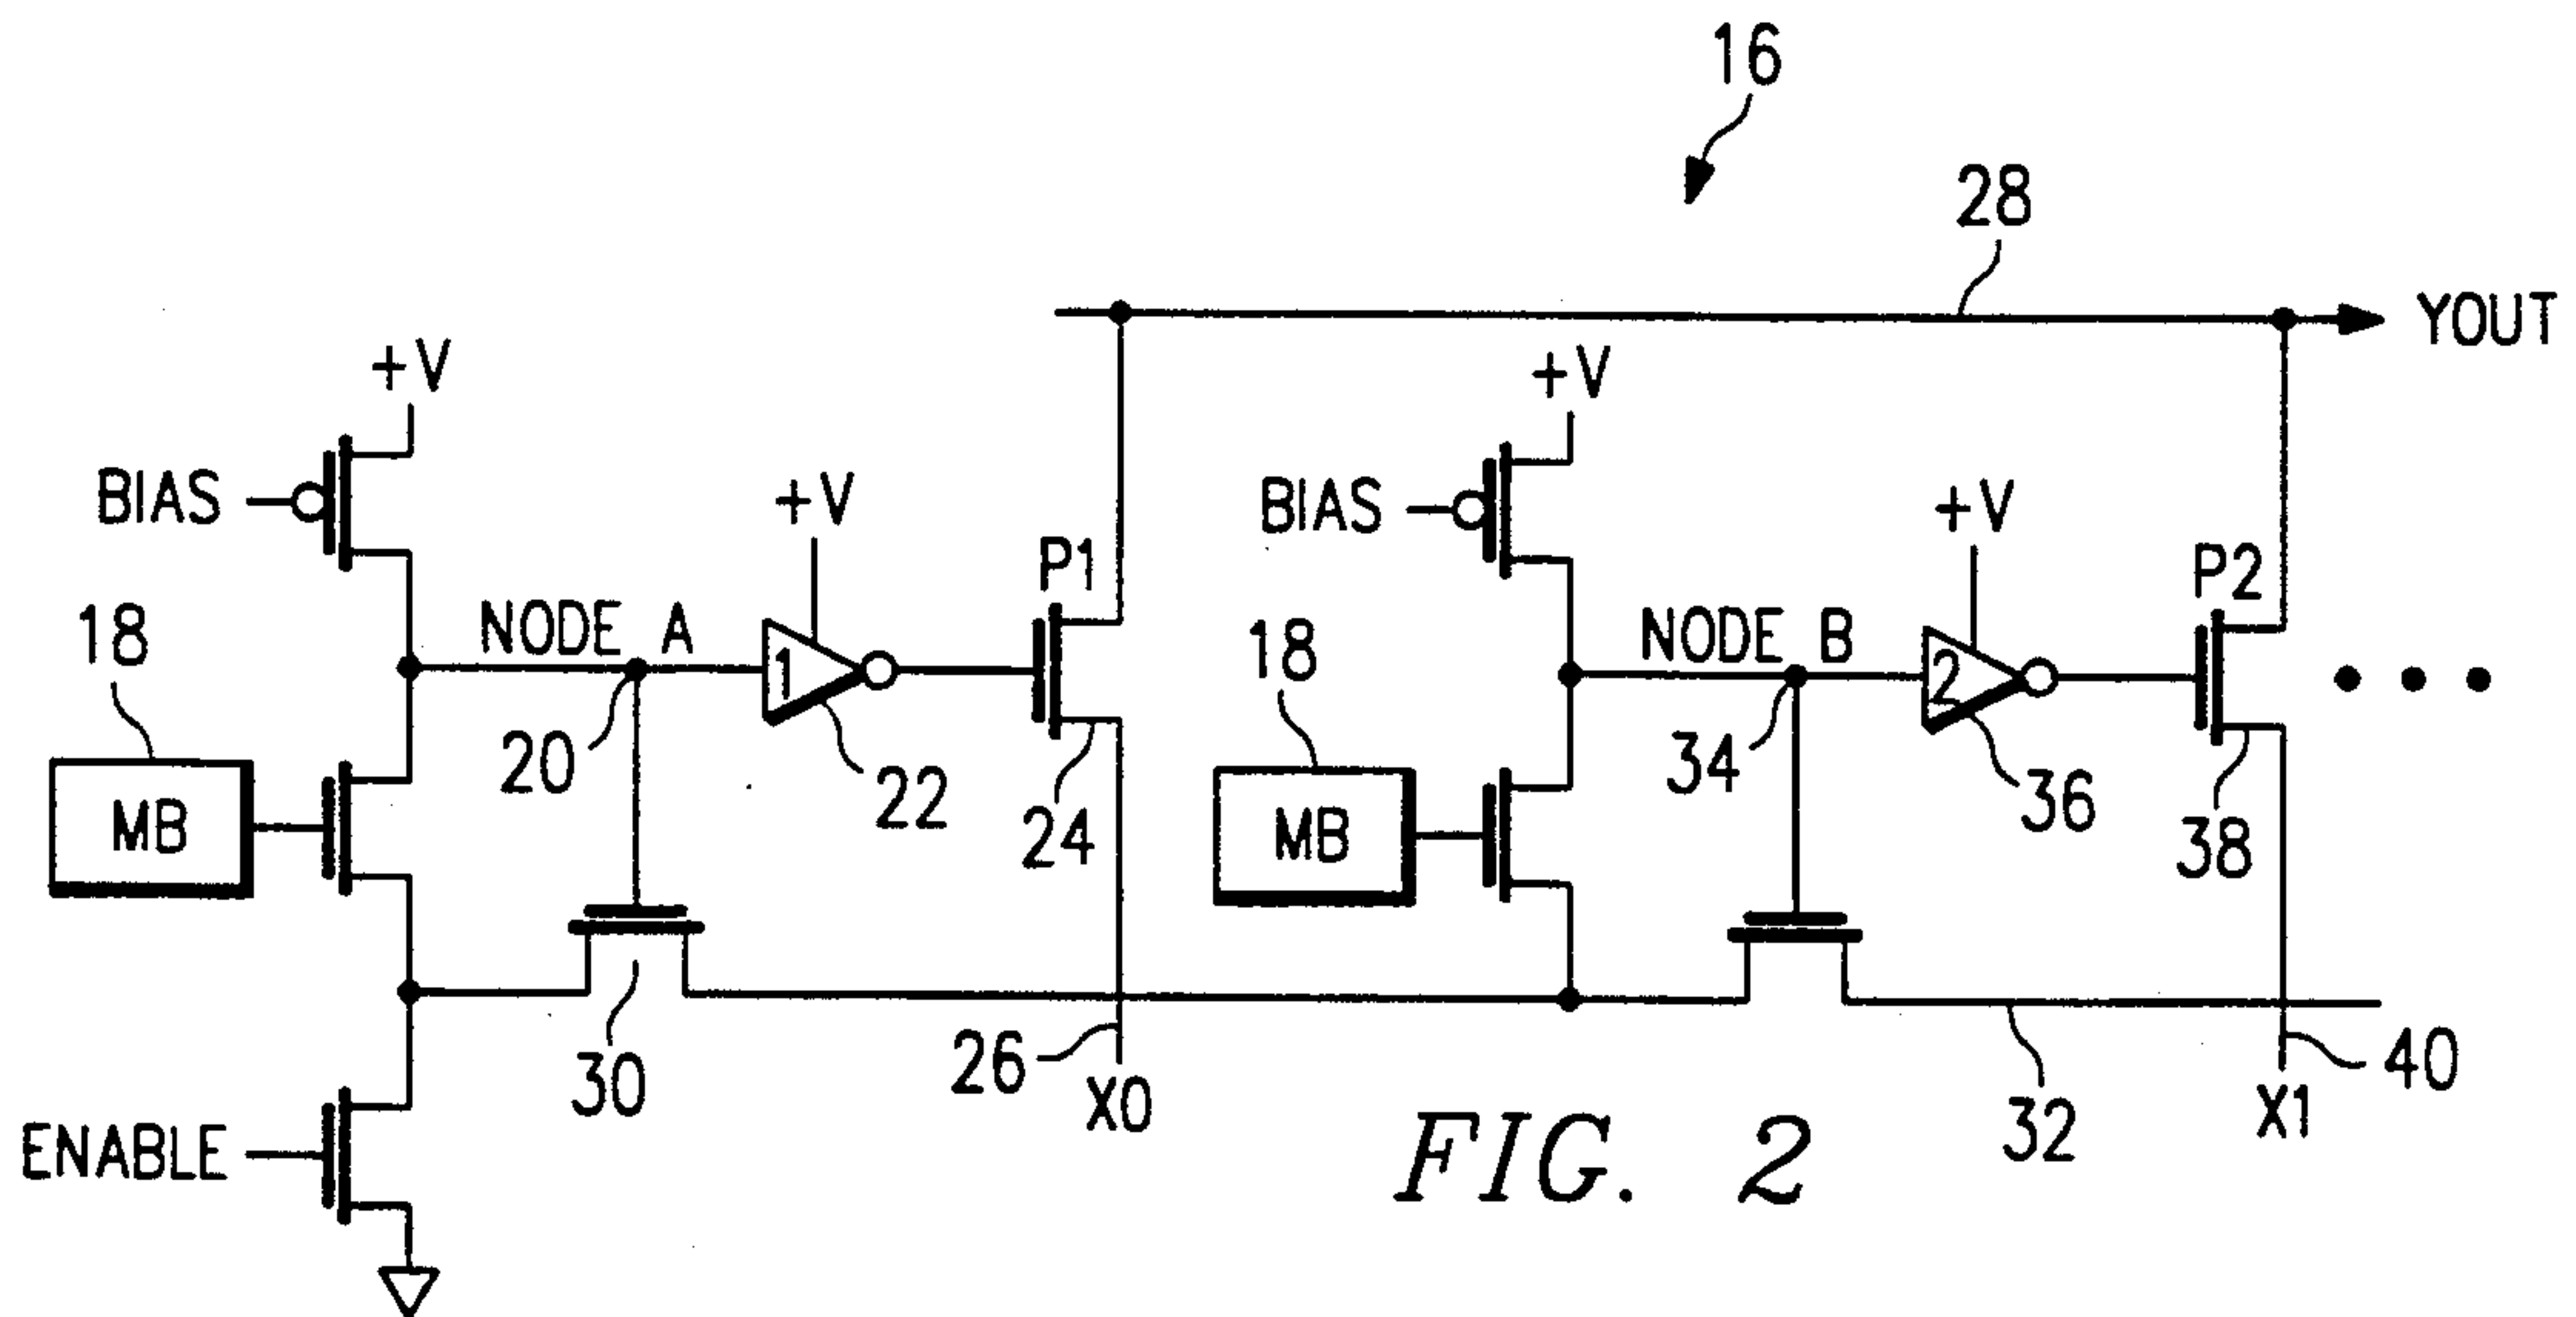 16
28
YOUT
+V
+V
BIAS
+V
BIAS
+V
P1
P2
18
NODE A
18
NODE B
1
2
20
22
34
36
MB
24
MB
38
30
26
X0
40
X1
32
ENABLE
FIG. 2